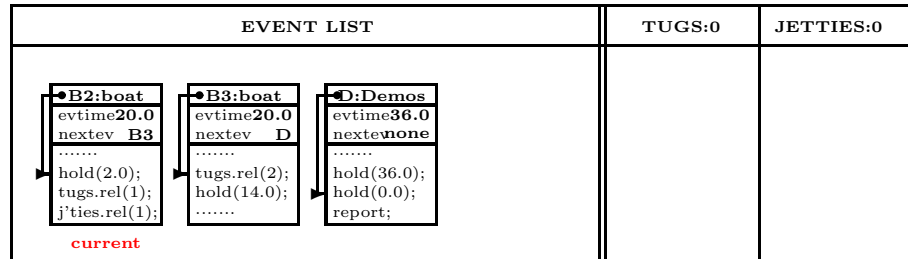 EVENT LIST TUGS:0 JETTIES:0
B2:boat B3:boat D:Demos
evtime20.0 evtime20.0 evtime36.0
nextev B3 nextev D nextevnone
....... ....... .......
hold(2.0); tugs.rel(2); hold(36.0);
tugs.rel(1); hold(14.0); hold(0.0);
j'ties.rel(1); ....... report;
current